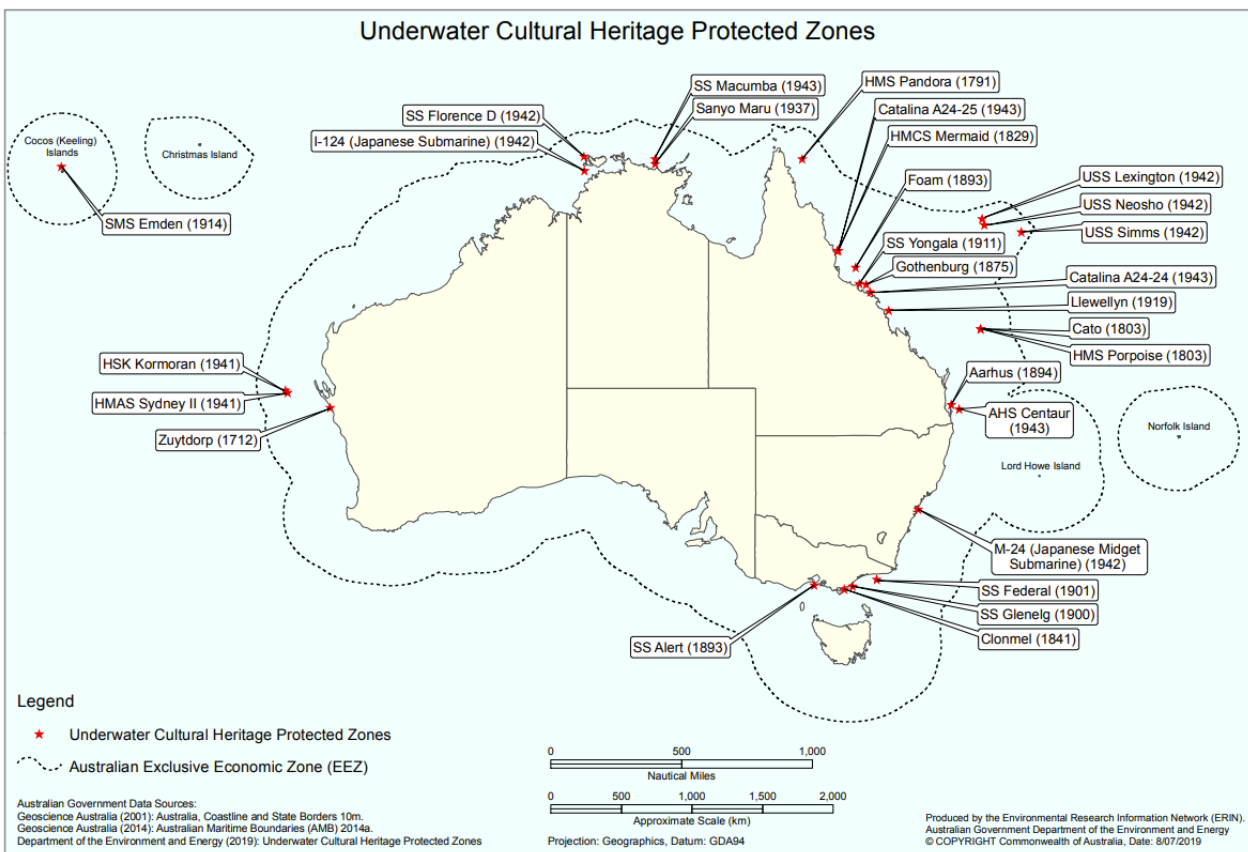 Underwater Cultural Heritage Protected Zones
SS Macumba (1943)
HMS Pandora (1791)
SS Florence D (1942)
Sanyo Maru (1937)
Catalina A24-25 (1943)
I-124 (Japanese Submarine) (1942)
HMCS Mermaid (1829)
Cocos (Keeling)
Islands
Christmas Island
Foam (1893)
USS Lexington (1942)
USS Neosho (1942)
SMS Emden (1914)
USS Simms (1942)
SS Yongala (1911)
Gothenburg (1875)
Catalina A24-24 (1943)
Llewellyn (1919)
Cato (1803)
HMS Porpoise (1803)
HSK Kormoran (1941)
Aarhus (1894)
HMAS Sydney II (1941)
AHS Centaur
(1943)
Zuytdorp (1712)
Norfolk Island
Lord Howe Island
M-24 (Japanese Midget
Submarine) (1942)
SS Federal (1901)
SS Glenelg (1900)
Clonmel (1841)
SS Alert (1893)
Legend
Underwater Cultural Heritage Protected Zones
Australian Exclusive Economic Zone (EEZ)
0 500 1,000
Nautical Miles
0 500 1,000 1,500 2,000
Approximate Scale (km)
Australian Government Data Sources:
Geoscience Australia (2001): Australia, Coastline and State Borders 10m.
Geoscience Australia (2014): Australian Maritime Boundaries (AMB) 2014a.
Department of the Environment and Energy (2019): Underwater Cultural Heritage Protected Zones
Projection: Geographics, Datum: GDA94
Produced by the Environmental Research Information Network (ERIN).
Australian Government Department of the Environment and Energy
© COPYRIGHT Commonwealth of Australia, Date: 8/07/2019